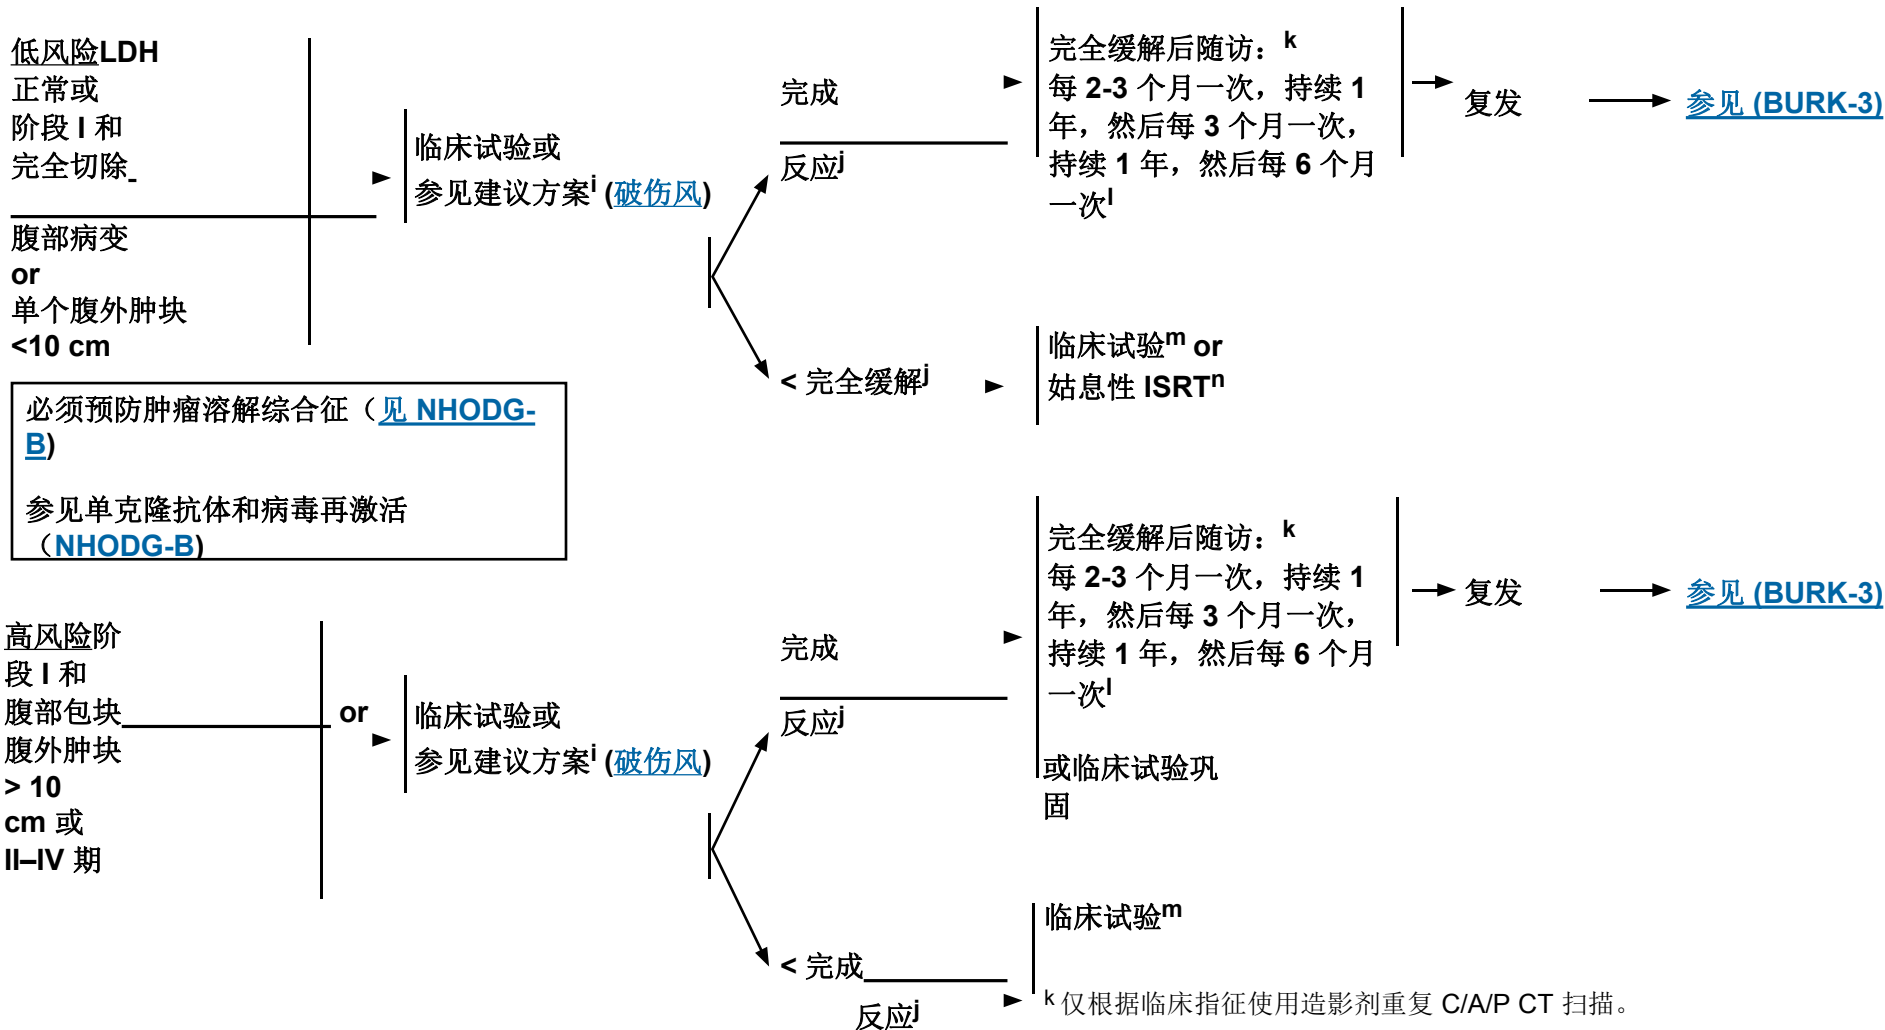 低风险LDH
正常或
阶段 I 和
完全切除
腹部病变
or
单个腹外肿块
<10 cm
临床试验或
参见建议方案i (破伤风)
完成
反应j
完全缓解后随访：k
每 2-3 个月一次，持续 1
年，然后每 3 个月一次，
持续 1 年，然后每 6 个月
一次l
复发
参见 (BURK-3)
< 完全缓解j
临床试验m or
姑息性 ISRTn
必须预防肿瘤溶解综合征（见 NHODG-
B)
参见单克隆抗体和病毒再激活
（NHODG-B)
高风险阶
段 I 和
腹部包块
腹外肿块
> 10
cm 或
II–IV 期
or
临床试验或
参见建议方案i (破伤风)
完成
反应j
完全缓解后随访：k
每 2-3 个月一次，持续 1
年，然后每 3 个月一次，
持续 1 年，然后每 6 个月
一次l
或临床试验巩
固
复发
参见 (BURK-3)
< 完成
反应j
临床试验m
k 仅根据临床指征使用造影剂重复 C/A/P CT 扫描。